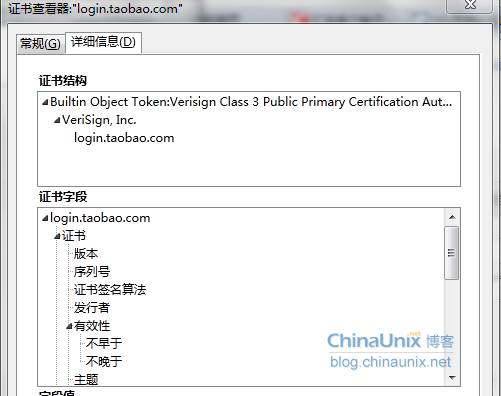 证书查看器:"login.taobao.com"
常规(G) 详细信息(D)
证书结构
Builtin Object Token:Verisign Class 3 Public Primary Certification Aut...
VeriSign, Inc.
login.taobao.com
证书字段
login.taobao.com
证书
版本
序列号
证书签名算法
发行者
有效性
不早于
不晚于
主题
ChinaUnix 博客
blog.chinaunix.net
字段值